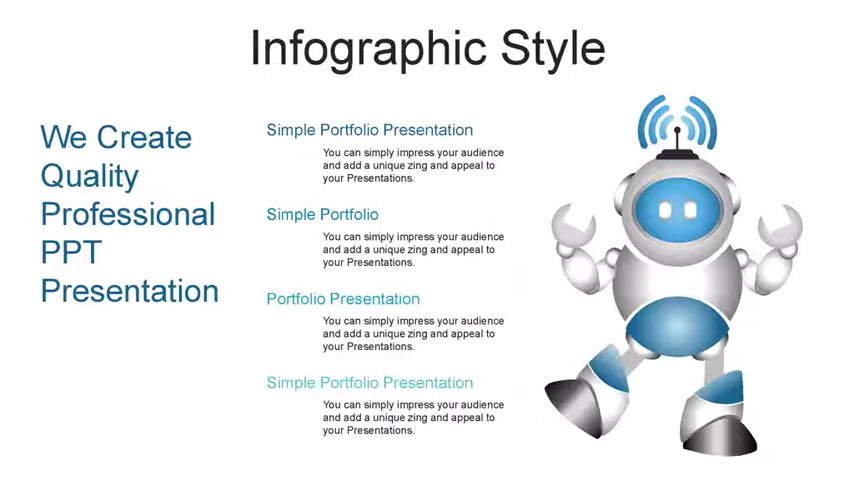 Infographic Style
We Create
Quality
Professional
PPT
Presentation
Simple Portfolio Presentation
You can simply impress your audience
and add a unique zing and appeal to
your Presentations.
Simple Portfolio
You can simply impress your audience
and add a unique zing and appeal to
your Presentations.
Portfolio Presentation
You can simply impress your audience
and add a unique zing and appeal to
your Presentations.
Simple Portfolio Presentation
You can simply impress your audience
and add a unique zing and appeal to
your Presentations.